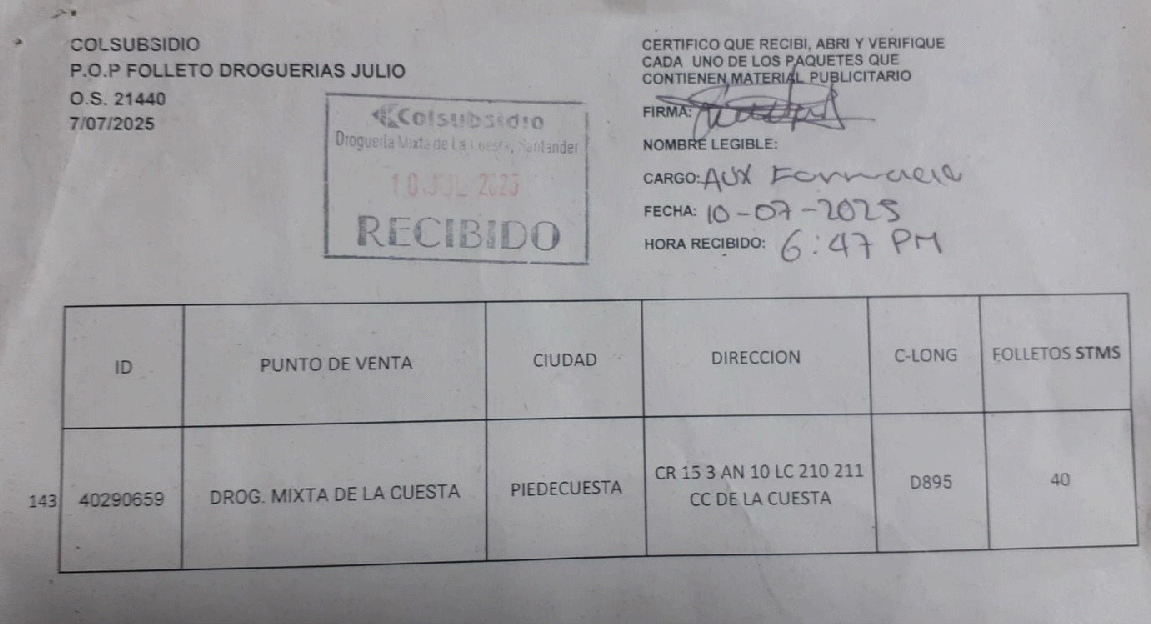 COLSUBSIDIO
P.O.P FOLLETO DROGUERIAS JULIO
O.S. 21440
7/07/2025
Colsubsidio
Droguería Mixta de La Cuesta, Santander
10 JUL 2025
RECIBIDO
CERTIFICO QUE RECIBI, ABRI Y VERIFIQUE
CADA UNO DE LOS PAQUETES QUE
CONTIENEN MATERIAL PUBLICITARIO
FIRMA:
NOMBRE LEGIBLE:
CARGO: AUX Farmacia
FECHA: 10-07-2025
HORA RECIBIDO: 6:47 PM
ID PUNTO DE VENTA CIUDAD DIRECCION C-LONG FOLLETOS STMS
143 40290659 DROG. MIXTA DE LA CUESTA PIEDECUESTA CR 15 3 AN 10 LC 210 211 D895 40
CC DE LA CUESTA